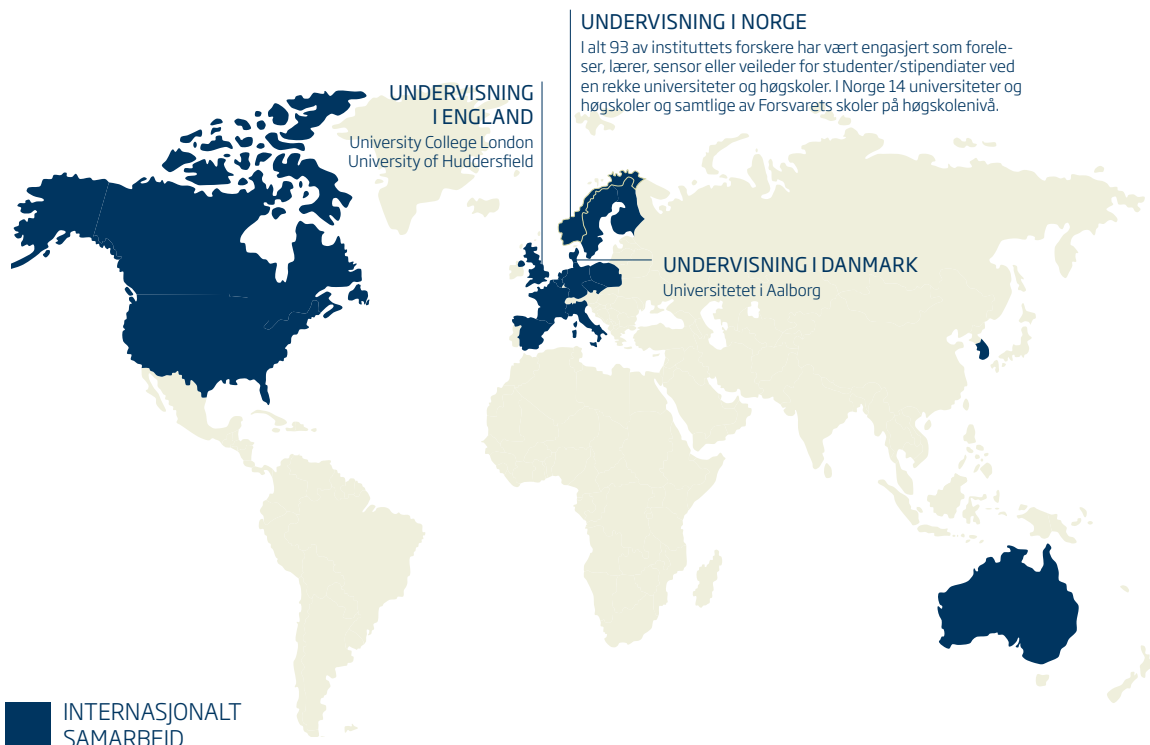 UNDERVISNING I NORGE
I alt 93 av instituttets forskere har vært engasjert som forele-
ser, lærer, sensor eller veileder for studenter/stipendiater ved
en rekke universiteter og høgskoler. I Norge 14 universiteter og
høgskoler og samtlige av Forsvarets skoler på høgskolenivå.
UNDERVISNING
I ENGLAND
University College London
University of Huddersfield
UNDERVISNING I DANMARK
Universitetet i Aalborg
INTERNASJONALT
SAMARBEID